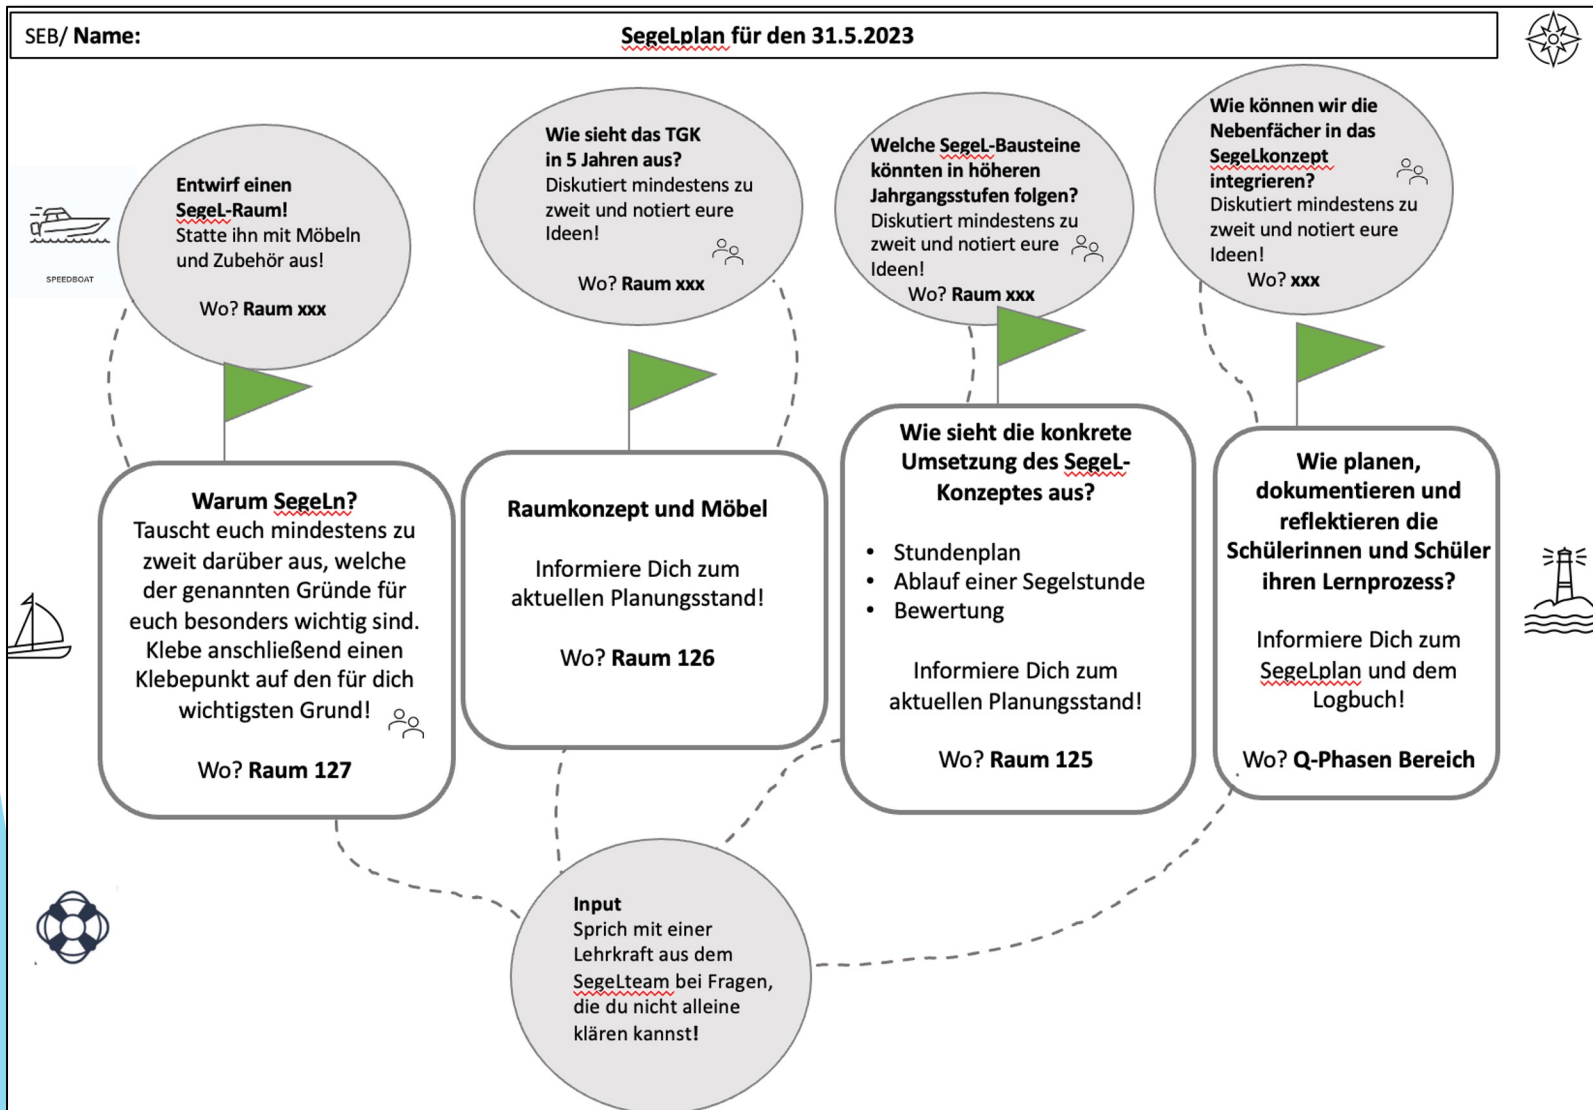 SEB/ Name:
SegeLplan für den 31.5.2023
Entwirf einen
SegeL-Raum!
Statte ihn mit Möbeln
und Zubehör aus!
Wo? Raum xxx
Wie sieht das TGK
in 5 Jahren aus?
Diskutiert mindestens zu
zweit und notiert eure
Ideen!
Wo? Raum xxx
Welche SegeL-Bausteine
könnten in höheren
Jahrgangsstufen folgen?
Diskutiert mindestens zu
zweit und notiert eure
Ideen!
Wo? Raum xxx
Wie können wir die
Nebenfächer in das
SegeLkonzept
integrieren?
Diskutiert mindestens zu
zweit und notiert eure
Ideen!
Wo? xxx
SPEEDBOAT
Warum SegeLn?
Tauscht euch mindestens zu
zweit darüber aus, welche
der genannten Gründe für
euch besonders wichtig sind.
Klebe anschließend einen
Klebepunkt auf den für dich
wichtigsten Grund!
Wo? Raum 127
Raumkonzept und Möbel
Informiere Dich zum
aktuellen Planungsstand!
Wo? Raum 126
Wie sieht die konkrete
Umsetzung des SegeL-
Konzeptes aus?
• Stundenplan
• Ablauf einer Segelstunde
• Bewertung
Informiere Dich zum
aktuellen Planungsstand!
Wo? Raum 125
Wie planen,
dokumentieren und
reflektieren die
Schülerinnen und Schüler
ihren Lernprozess?
Informiere Dich zum
SegeLplan und dem
Logbuch!
Wo? Q-Phasen Bereich
Input
Sprich mit einer
Lehrkraft aus dem
SegeLteam bei Fragen,
die du nicht alleine
klären kannst!